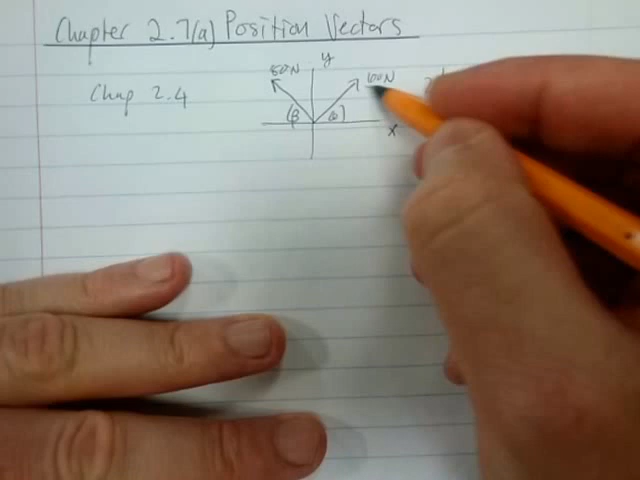 Chapter 2.7(a) Position Vectors
y
50N 100N
Chap 2.4
β α
x